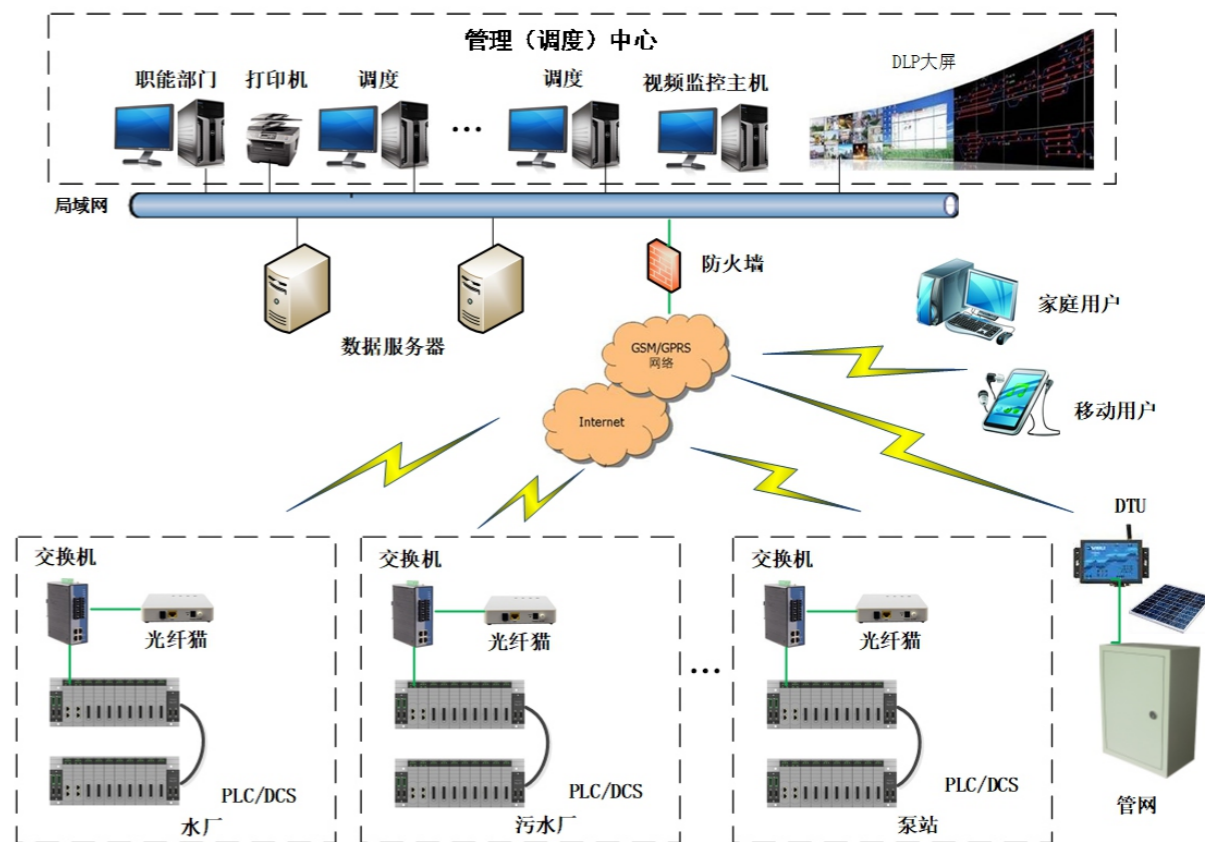 管理（调度）中心
职能部门
打印机
调度
...
调度
视频监控主机
DLP大屏
局域网
防火墙
数据服务器
家庭用户
GSM/GPRS
网络
Internet
移动用户
DTU
交换机
光纤猫
PLC/DCS
水厂
交换机
光纤猫
PLC/DCS
污水厂
...
交换机
光纤猫
PLC/DCS
泵站
管网